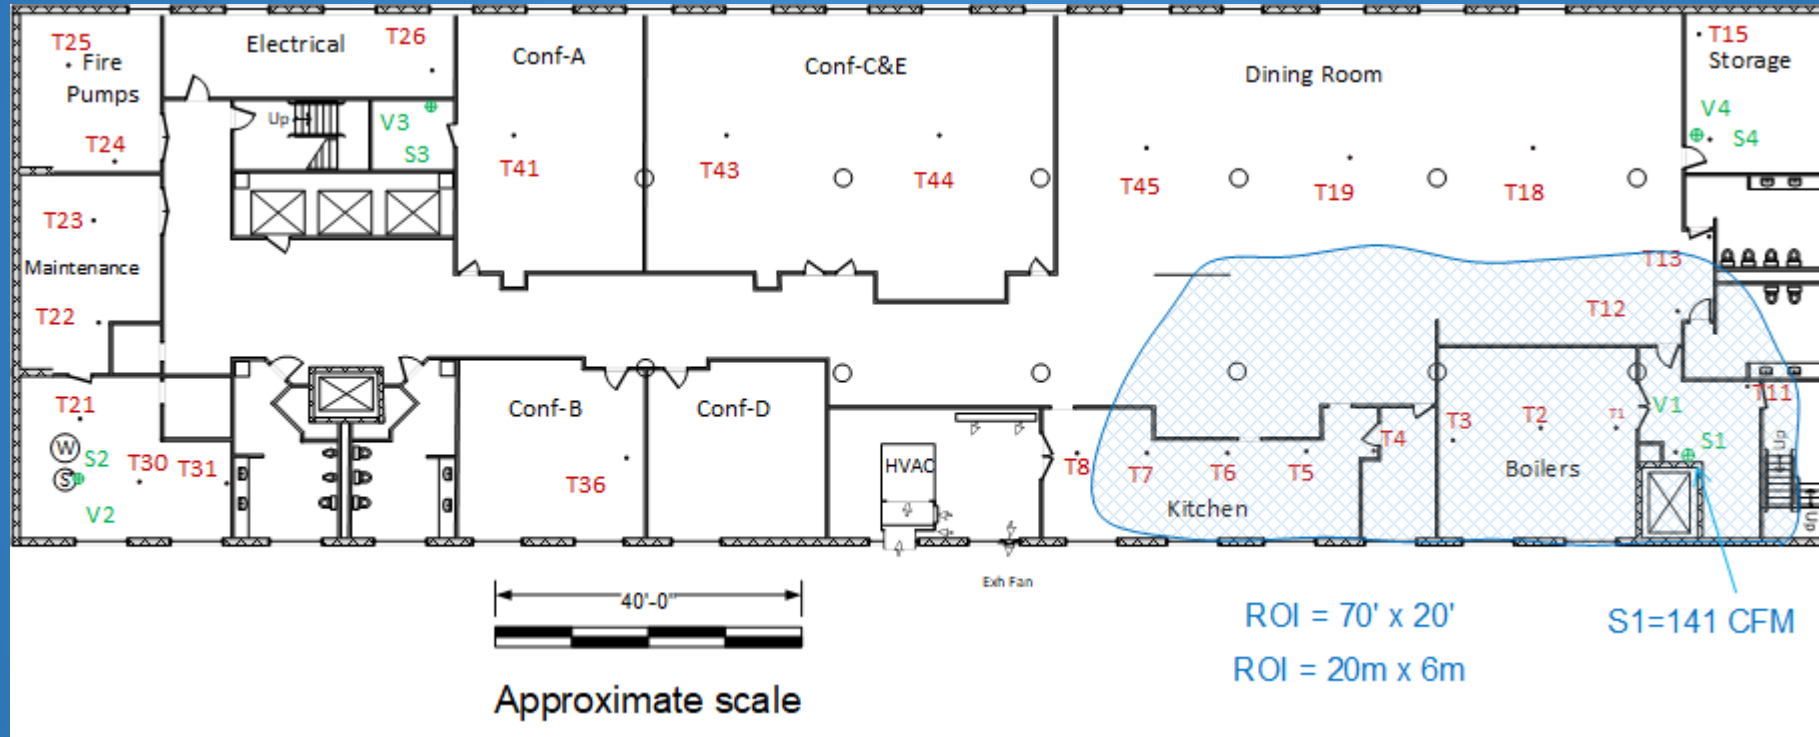 T25
Fire
Pumps
T24
Electrical
T26
Up
V3
S3
Conf-A
T41
Conf-C&E
T43
T44
Dining Room
T45
T19
T18
T15
Storage
V4
S4
T23
Maintenance
T22
T13
T12
T21
W
S2
S
T30
T31
V2
Conf-B
T36
Conf-D
HVAC
T8
T7
T6
T5
T4
Kitchen
T3
T2
T1
Boilers
V1
S1
T11
Up
Up
Exh Fan
40'-0"
Approximate scale
ROI = 70' x 20'
ROI = 20m x 6m
S1=141 CFM